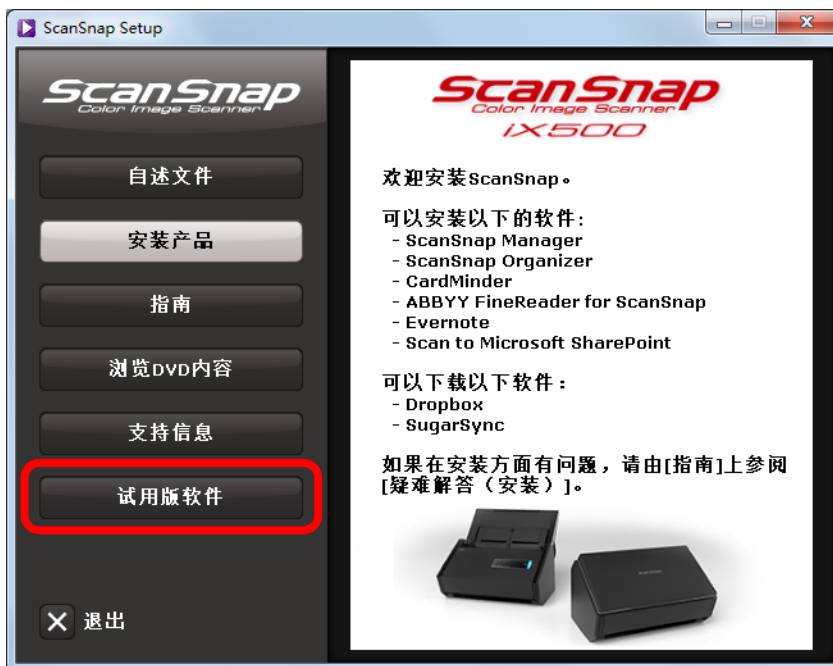 ScanSnap Setup
ScanSnap
Color Image Scanner
自述文件
安装产品
指南
浏览DVD内容
支持信息
试用版软件
退出
ScanSnap
Color Image Scanner
iX500
欢迎安装ScanSnap。
可以安装以下的软件:
- ScanSnap Manager
- ScanSnap Organizer
- CardMinder
- ABBYY FineReader for ScanSnap
- Evernote
- Scan to Microsoft SharePoint
可以下载以下软件：
- Dropbox
- SugarSync
如果在安装方面有问题，请由[指南]上参阅
[疑难解答（安装）]。